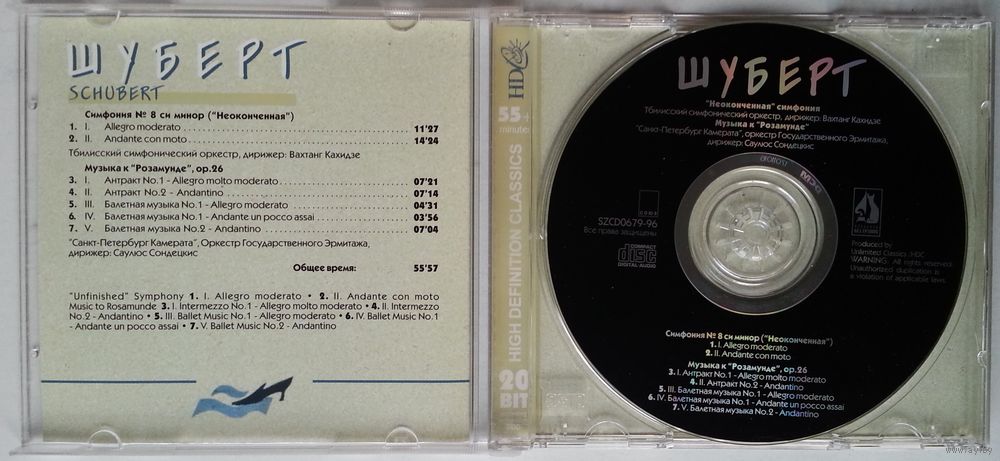 ШУБЕРТ
SCHUBERT
Симфония № 8 си минор ("Неоконченная")
1. I. Allegro moderato 11'27
2. II. Andante con moto 14'24
Тбилисский симфонический оркестр, дирижер: Вахтанг Кахидзе
Музыка к "Розамунде", op.26
3. I. Антракт No.1 - Allegro molto moderato 07'21
4. II. Антракт No.2 - Andantino 07'14
5. III. Балетная музыка No.1 - Allegro moderato 04'31
6. IV. Балетная музыка No.1 - Andante un pocco assai 03'56
7. V. Балетная музыка No.2 - Andantino 07'04
"Санкт-Петербург Камерата", Оркестр Государственного Эрмитажа,
дирижер: Саулюс Сондецкис
Общее время: 55'57
"Unfinished" Symphony 1. I. Allegro moderato • 2. II. Andante con moto
Music to Rosamunde 3. I. Intermezzo No.1 - Allegro molto moderato • 4. II. Intermezzo
No.2 - Andantino • 5. III. Ballet Music No.1 - Allegro moderato • 6. IV. Ballet Music No.1
- Andante un pocco assai • 7. V. Ballet Music No.2 - Andantino
HDC
55+
minutes
HIGH DEFINITION CLASSICS
20
BIT
ШУБЕРТ
"Неоконченная" симфония
Тбилисский симфонический оркестр, дирижер: Вахтанг Кахидзе
Музыка к "Розамунде"
"Санкт-Петербург Камерата", оркестр Государственного Эрмитажа,
дирижер: Саулюс Сондецкис
SZCD0679-96
Все права защищены
COMPACT
disc
DIGITAL AUDIO
Produced by
Unlimited Classics /HDC
WARNING. All rights reserved.
Unauthorized duplication is
a violation of applicable laws.
Симфония № 8 си минор ("Неоконченная")
1. I. Allegro moderato
2. II. Andante con moto
Музыка к "Розамунде", op.26
3. I. Антракт No.1 - Allegro molto moderato
4. II. Антракт No.2 - Andantino
5. III. Балетная музыка No.1 - Allegro moderato
6. IV. Балетная музыка No.1 - Andante un pocco assai
7. V. Балетная музыка No.2 - Andantino
www.ay.by